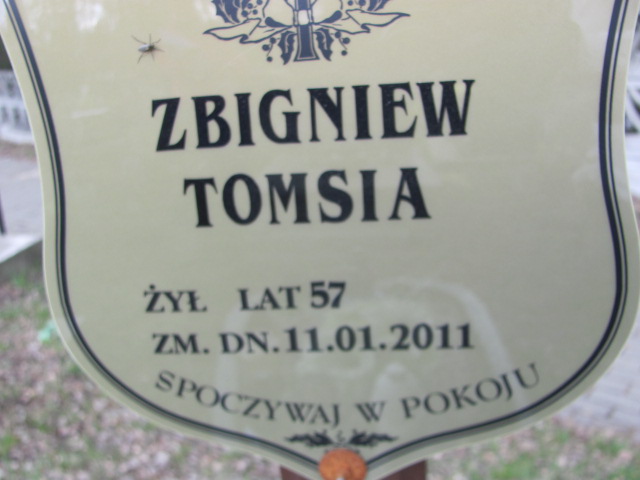 ZBIGNIEW
TOMSIA
ŻYŁ LAT 57
ZM. DN. 11.01.2011
SPOCZYWAJ W POKOJU